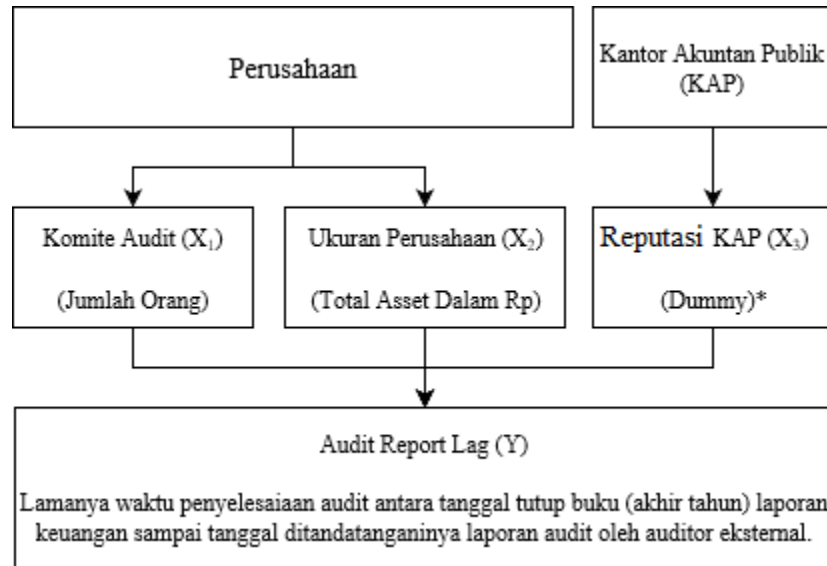 Perusahaan
Kantor Akuntan Publik
(KAP)
Komite Audit (X₁)
(Jumlah Orang)
Ukuran Perusahaan (X₂)
(Total Asset Dalam Rp)
Reputasi KAP (X₃)
(Dummy)*
Audit Report Lag (Y)
Lamanya waktu penyelesaiaan audit antara tanggal tutup buku (akhir tahun) laporan
keuangan sampai tanggal ditandatanganinya laporan audit oleh auditor eksternal.